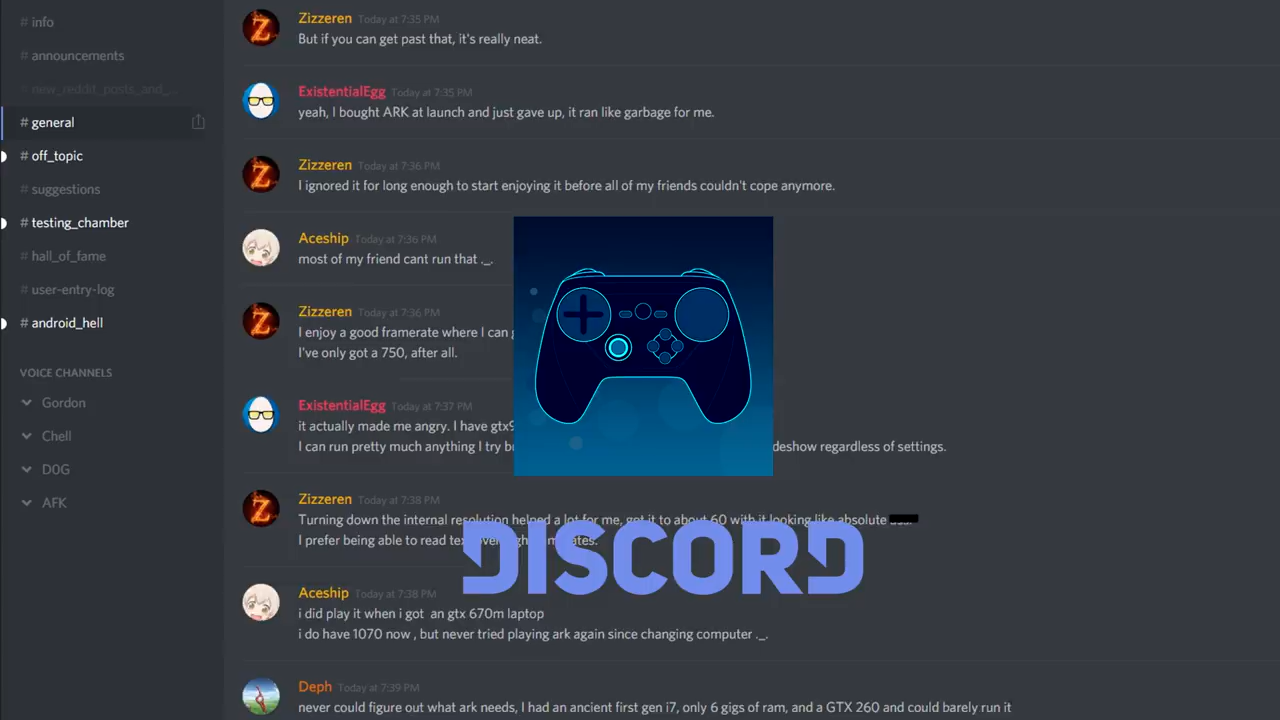 # info
# announcements
# new_reddit_posts_and_...
# general
# off_topic
# suggestions
# testing_chamber
# hall_of_fame
# user-entry-log
# android_hell
VOICE CHANNELS
Gordon
Chell
D0G
AFK
Zizzeren Today at 7:35 PM
But if you can get past that, it's really neat.
ExistentialEgg Today at 7:35 PM
yeah, I bought ARK at launch and just gave up, it ran like garbage for me.
Zizzeren Today at 7:36 PM
I ignored it for long enough to start enjoying it before all of my friends couldn't cope anymore.
Aceship Today at 7:36 PM
most of my friend cant run that ._.
Zizzeren Today at 7:36 PM
I enjoy a good framerate where I can
I've only got a 750, after all.
ExistentialEgg Today at 7:37 PM
it actually made me angry. I have
I can run pretty much anything I try regardless of settings.
Zizzeren Today at 7:38 PM
Turning down the internal resolution helped a lot for me, got it to about 60 with it looking like absolute
I prefer being able to read
DISCORD
Aceship Today at 7:38 PM
i did play it when i got an gtx 670m laptop
i do have 1070 now , but never tried playing ark again since changing computer ._.
Deph Today at 7:39 PM
never could figure out what ark needs, I had an ancient first gen i7, only 6 gigs of ram, and a GTX 260 and could barely run it